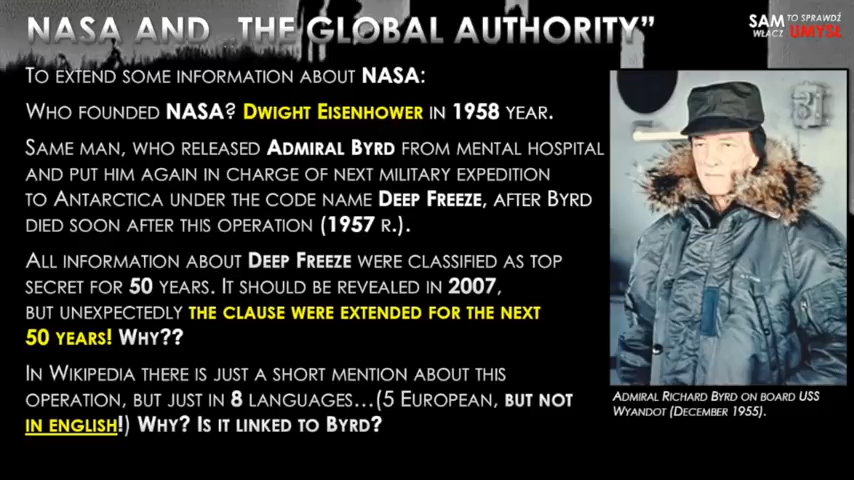 NASA AND „THE GLOBAL AUTHORITY”
SAM TO SPRAWDŹ
WŁĄCZ UMYSŁ
TO EXTEND SOME INFORMATION ABOUT NASA:
WHO FOUNDED NASA? DWIGHT EISENHOWER IN 1958 YEAR.
SAME MAN, WHO RELEASED ADMIRAL BYRD FROM MENTAL HOSPITAL
AND PUT HIM AGAIN IN CHARGE OF NEXT MILITARY EXPEDITION
TO ANTARCTICA UNDER THE CODE NAME DEEP FREEZE, AFTER BYRD
DIED SOON AFTER THIS OPERATION (1957 R.).
ALL INFORMATION ABOUT DEEP FREEZE WERE CLASSIFIED AS TOP
SECRET FOR 50 YEARS. IT SHOULD BE REVEALED IN 2007,
BUT UNEXPECTEDLY THE CLAUSE WERE EXTENDED FOR THE NEXT
50 YEARS! WHY??
IN WIKIPEDIA THERE IS JUST A SHORT MENTION ABOUT THIS
OPERATION, BUT JUST IN 8 LANGUAGES...(5 EUROPEAN, BUT NOT
IN ENGLISH!) WHY? IS IT LINKED TO BYRD?
ADMIRAL RICHARD BYRD ON BOARD USS
WYANDOT (DECEMBER 1955).